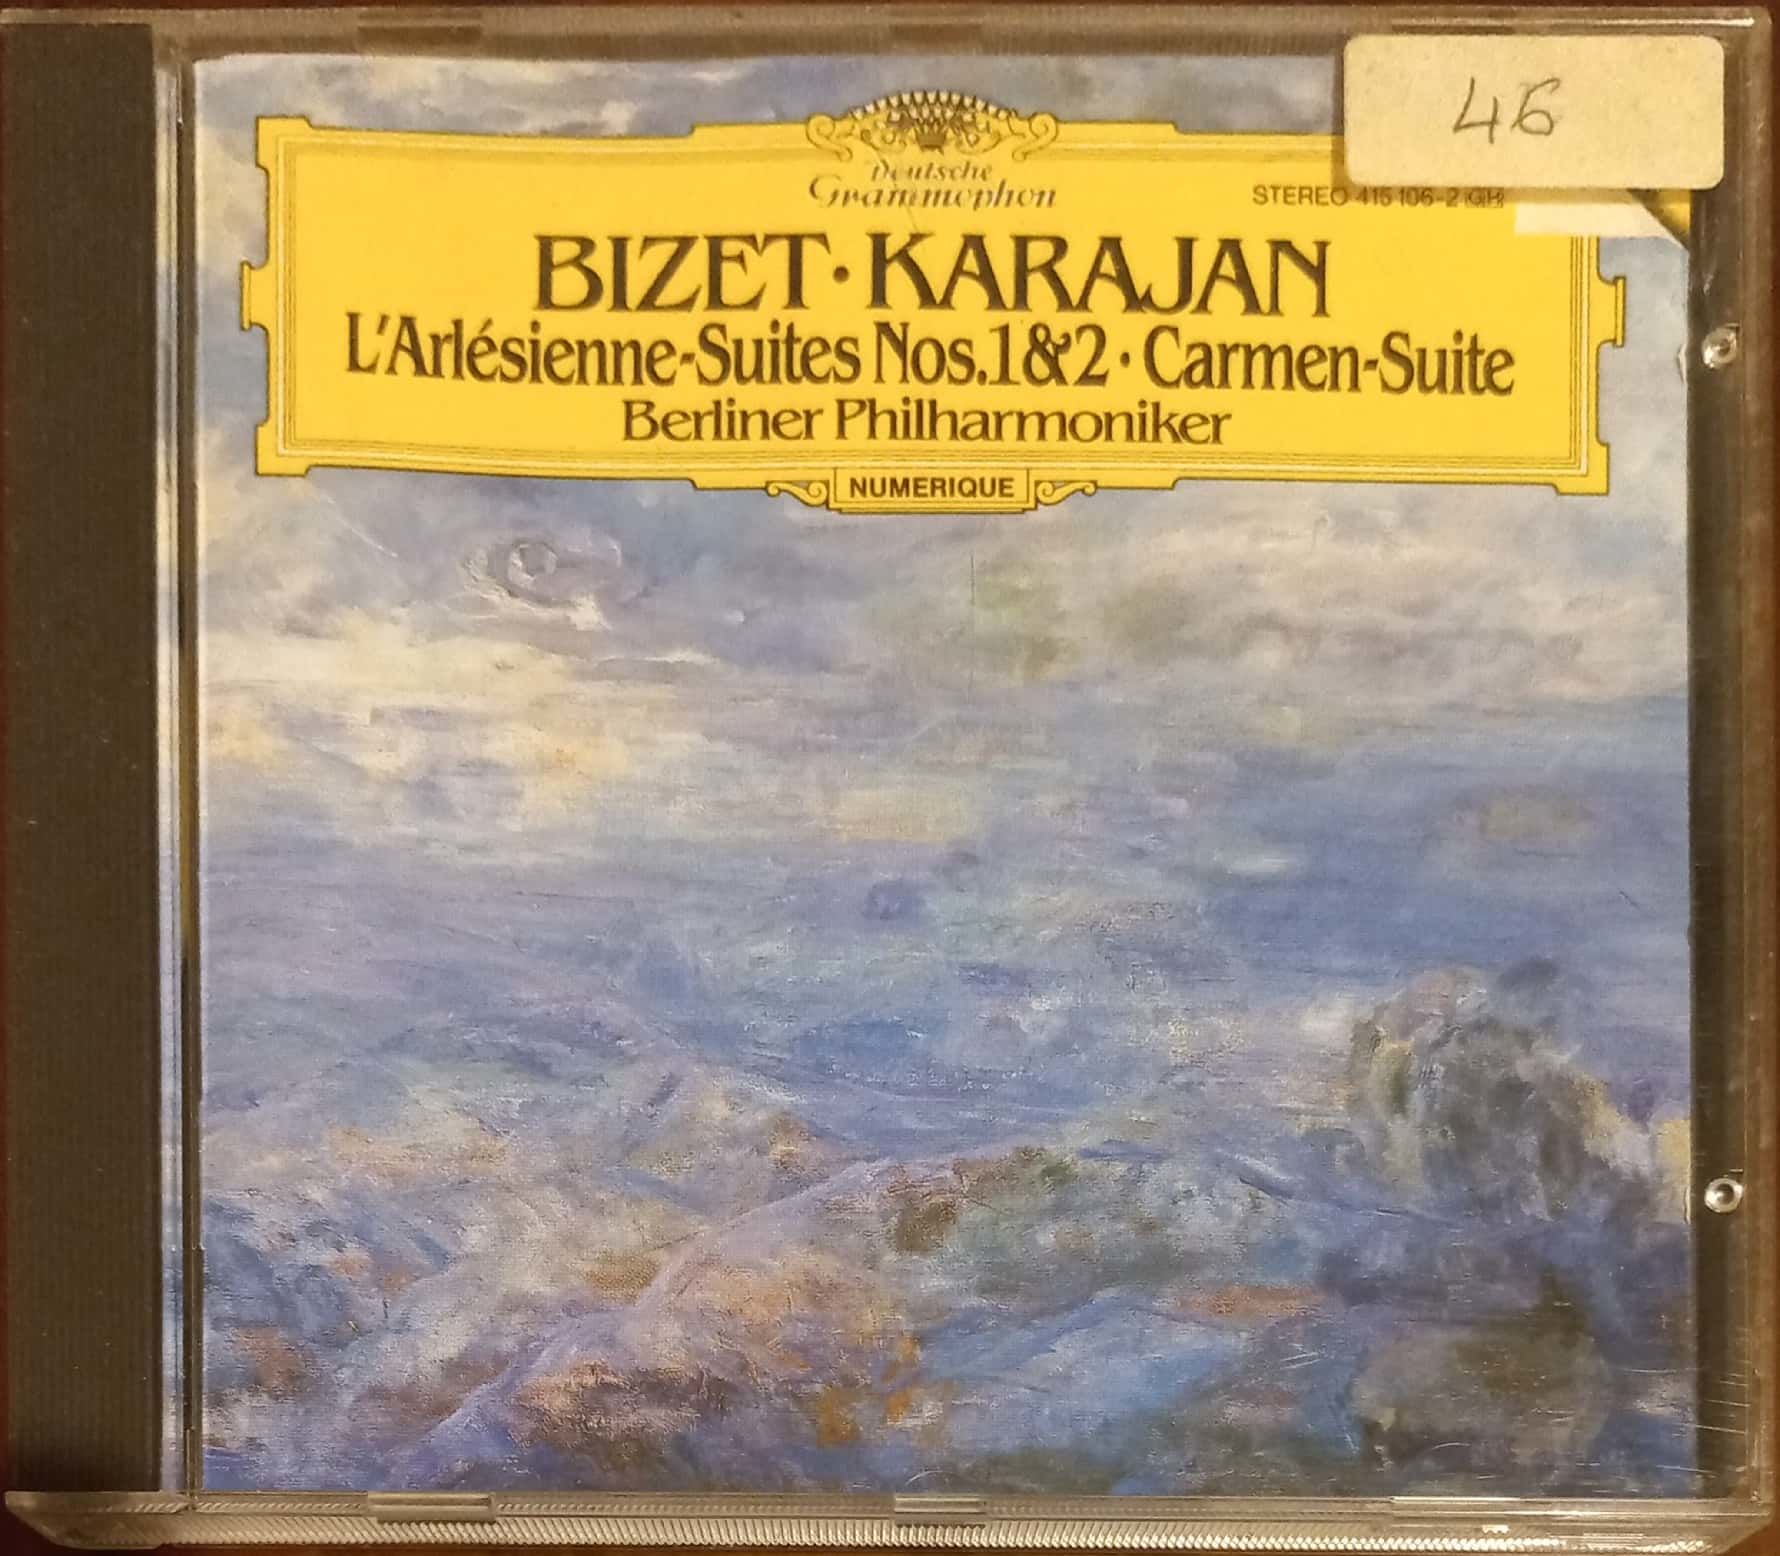 46
Deutsche
Grammophon
STEREO 415 106-2 GH
BIZET · KARAJAN
L'Arlésienne-Suites Nos.1&2 · Carmen-Suite
Berliner Philharmoniker
NUMERIQUE